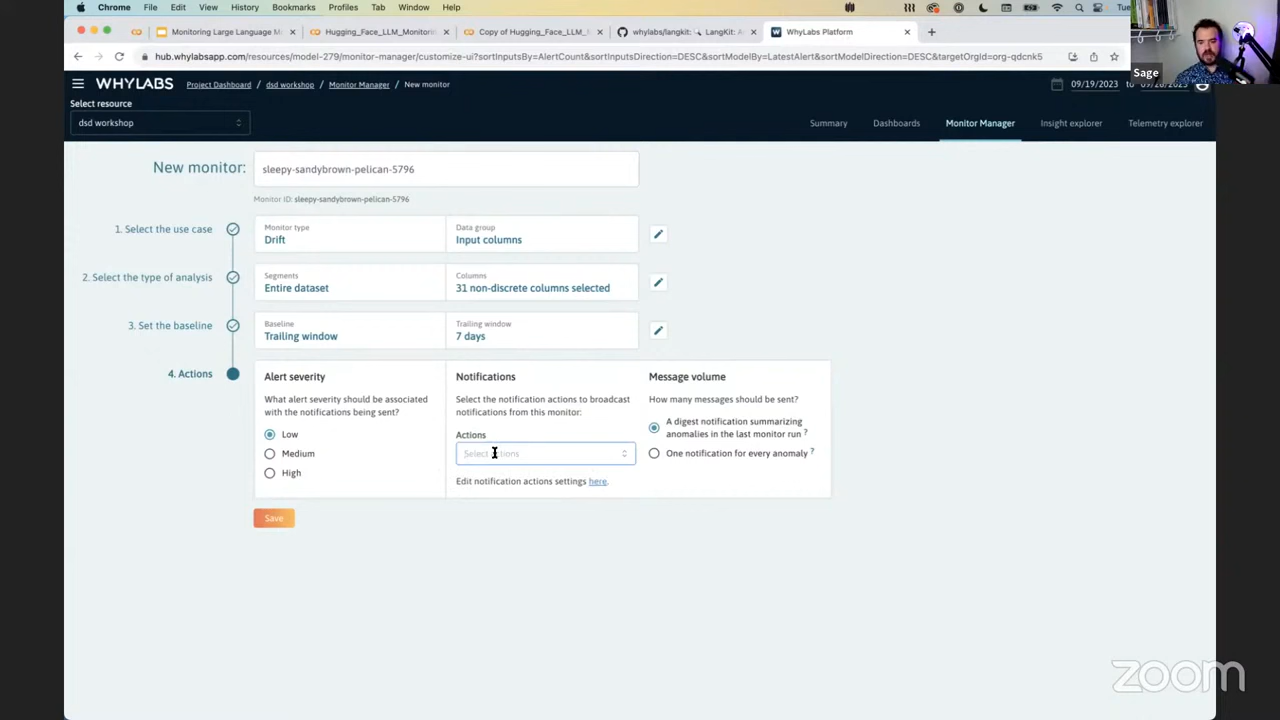 Chrome File Edit View History Bookmarks Profiles Tab Window Help
Monitoring Large Language M
Hugging_Face_LLM_Monitorin
Copy of Hugging_Face_LLM_
whylabs/langkit: 🔍 LangKit: A
WhyLabs Platform
hub.whylabsapp.com/resources/model-279/monitor-manager/customize-ui?sortInputsBy=AlertCount&sortInputsDirection=DESC&sortModelBy=LatestAlert&sortModelDirection=DESC&targetOrgId=org-qdcnk5
Sage
WHYLABS
Project Dashboard / dsd workshop / Monitor Manager / New monitor
09/19/2023 to
Select resource
dsd workshop
Summary Dashboards Monitor Manager Insight explorer Telemetry explorer
New monitor: sleepy-sandybrown-pelican-5796
Monitor ID: sleepy-sandybrown-pelican-5796
1. Select the use case
Monitor type
Drift
Data group
Input columns
2. Select the type of analysis
Segments
Entire dataset
Columns
31 non-discrete columns selected
3. Set the baseline
Baseline
Trailing window
Trailing window
7 days
4. Actions
Alert severity
What alert severity should be associated
with the notifications being sent?
Low
Medium
High
Notifications
Select the notification actions to broadcast
notifications from this monitor:
Actions
Select actions
Edit notification actions settings here.
Message volume
How many messages should be sent?
A digest notification summarizing
anomalies in the last monitor run ?
One notification for every anomaly ?
Save
zoom